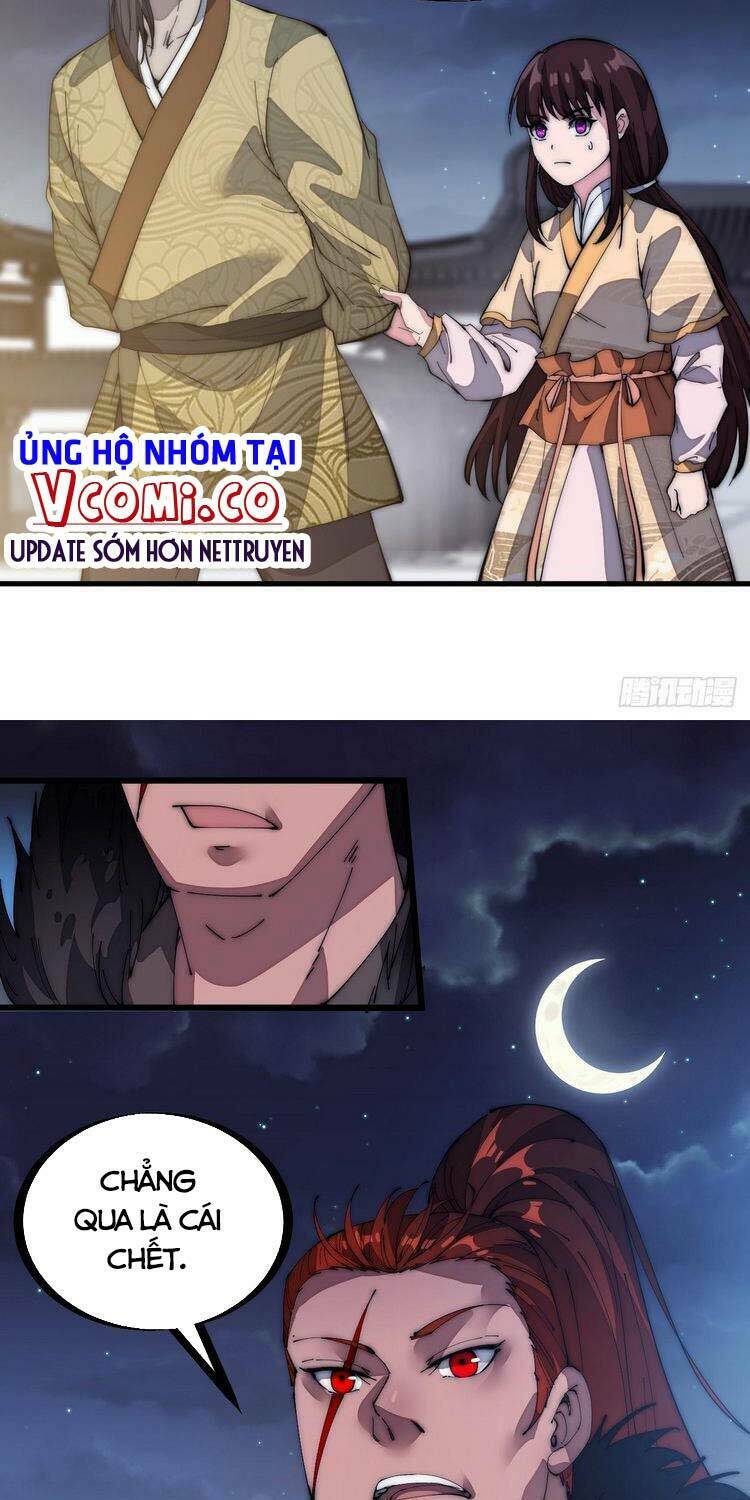 ỦNG HỘ NHÓM TẠI
VCOMI.CO
UPDATE SỚM HƠN NETTRUYEN
腾讯动漫
CHẲNG
QUA LÀ CÁI
CHẾT.